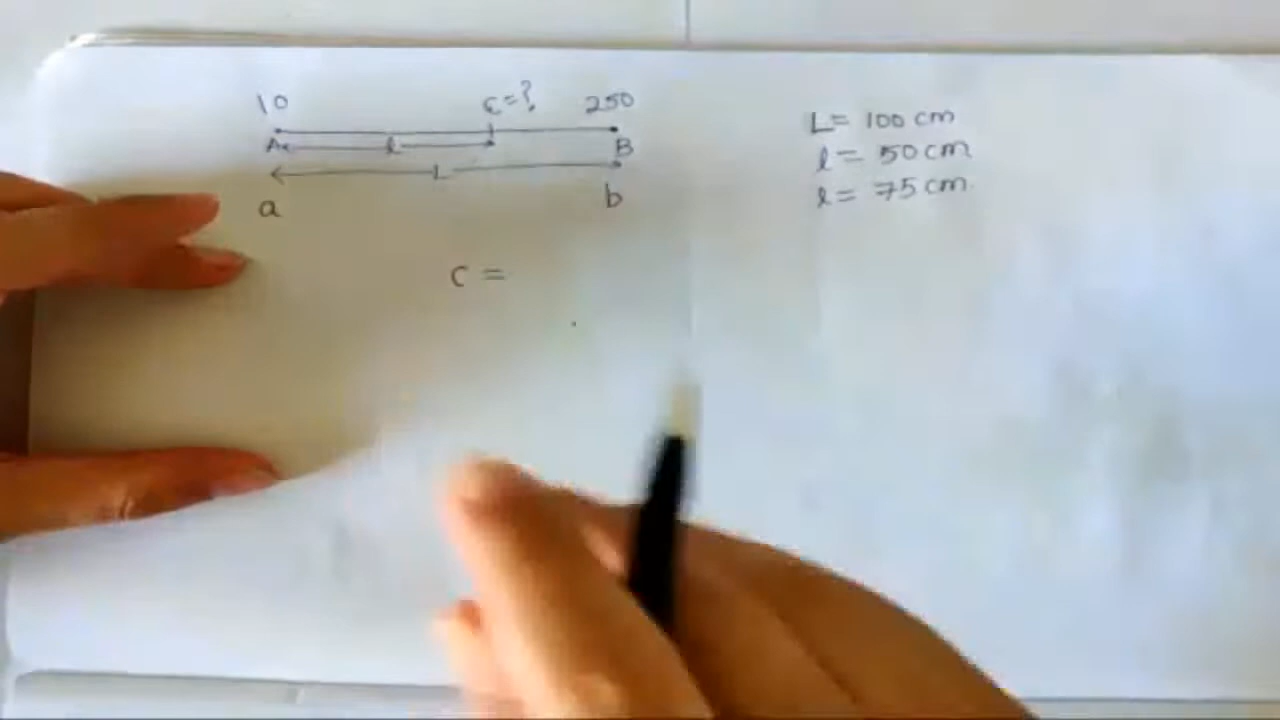 10 c=? 250
A l B
L
a b
c =
L= 100 cm
l = 50 cm
l = 75 cm